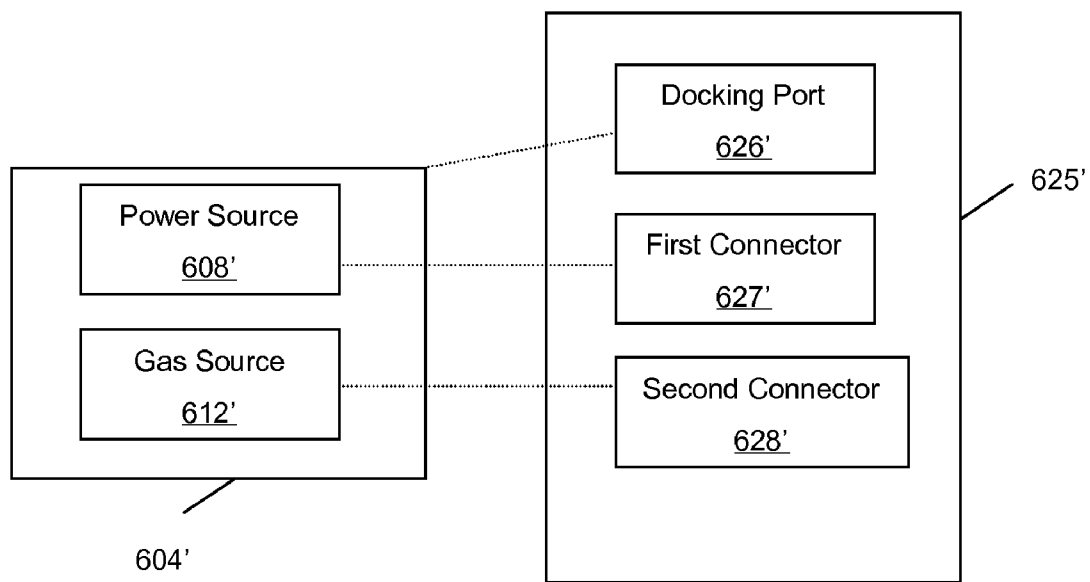 Docking Port
626’
625’
Power Source
608’
First Connector
627’
Gas Source
612’
Second Connector
628’
604’